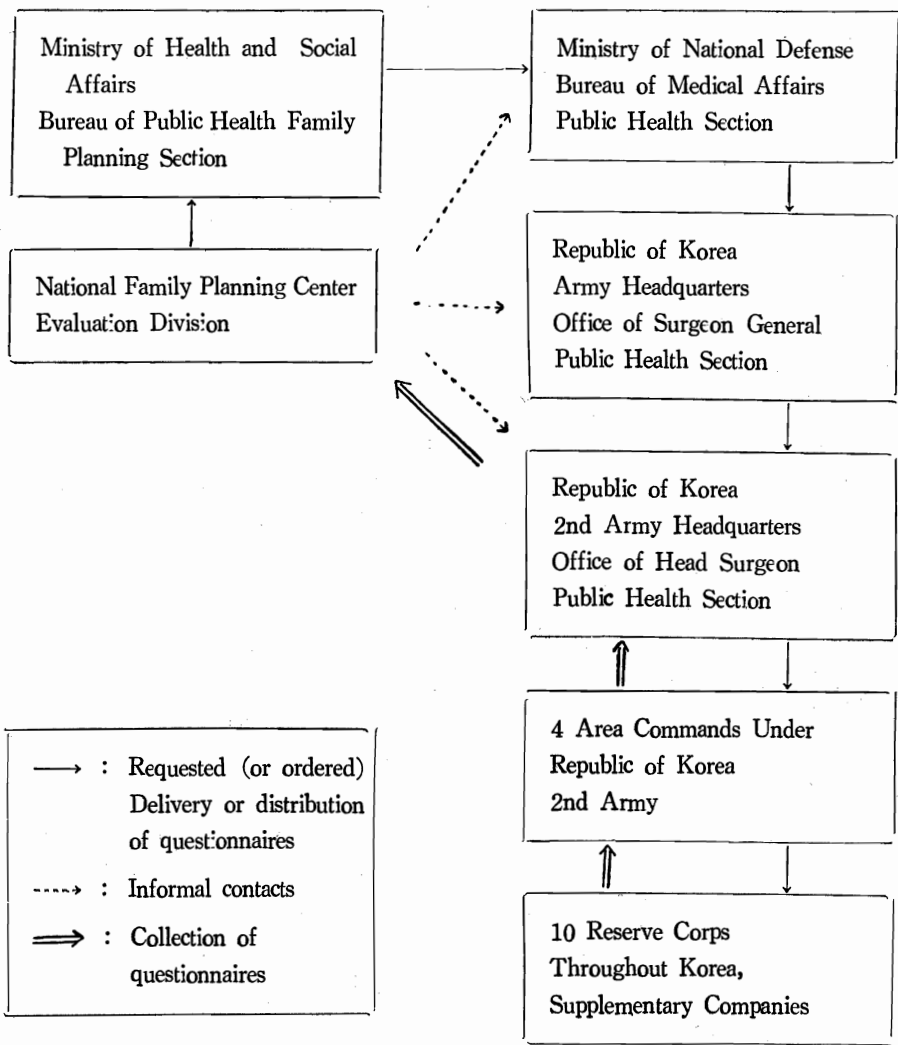 Ministry of Health and Social
Affairs
Bureau of Public Health Family
Planning Section
Ministry of National Defense
Bureau of Medical Affairs
Public Health Section
National Family Planning Center
Evaluation Division
Republic of Korea
Army Headquarters
Office of Surgeon General
Public Health Section
Republic of Korea
2nd Army Headquarters
Office of Head Surgeon
Public Health Section
4 Area Commands Under
Republic of Korea
2nd Army
10 Reserve Corps
Throughout Korea,
Supplementary Companies
⟶ : Requested (or ordered)
Delivery or distribution
of questionnaires
----→ : Informal contacts
⟹ : Collection of
questionnaires